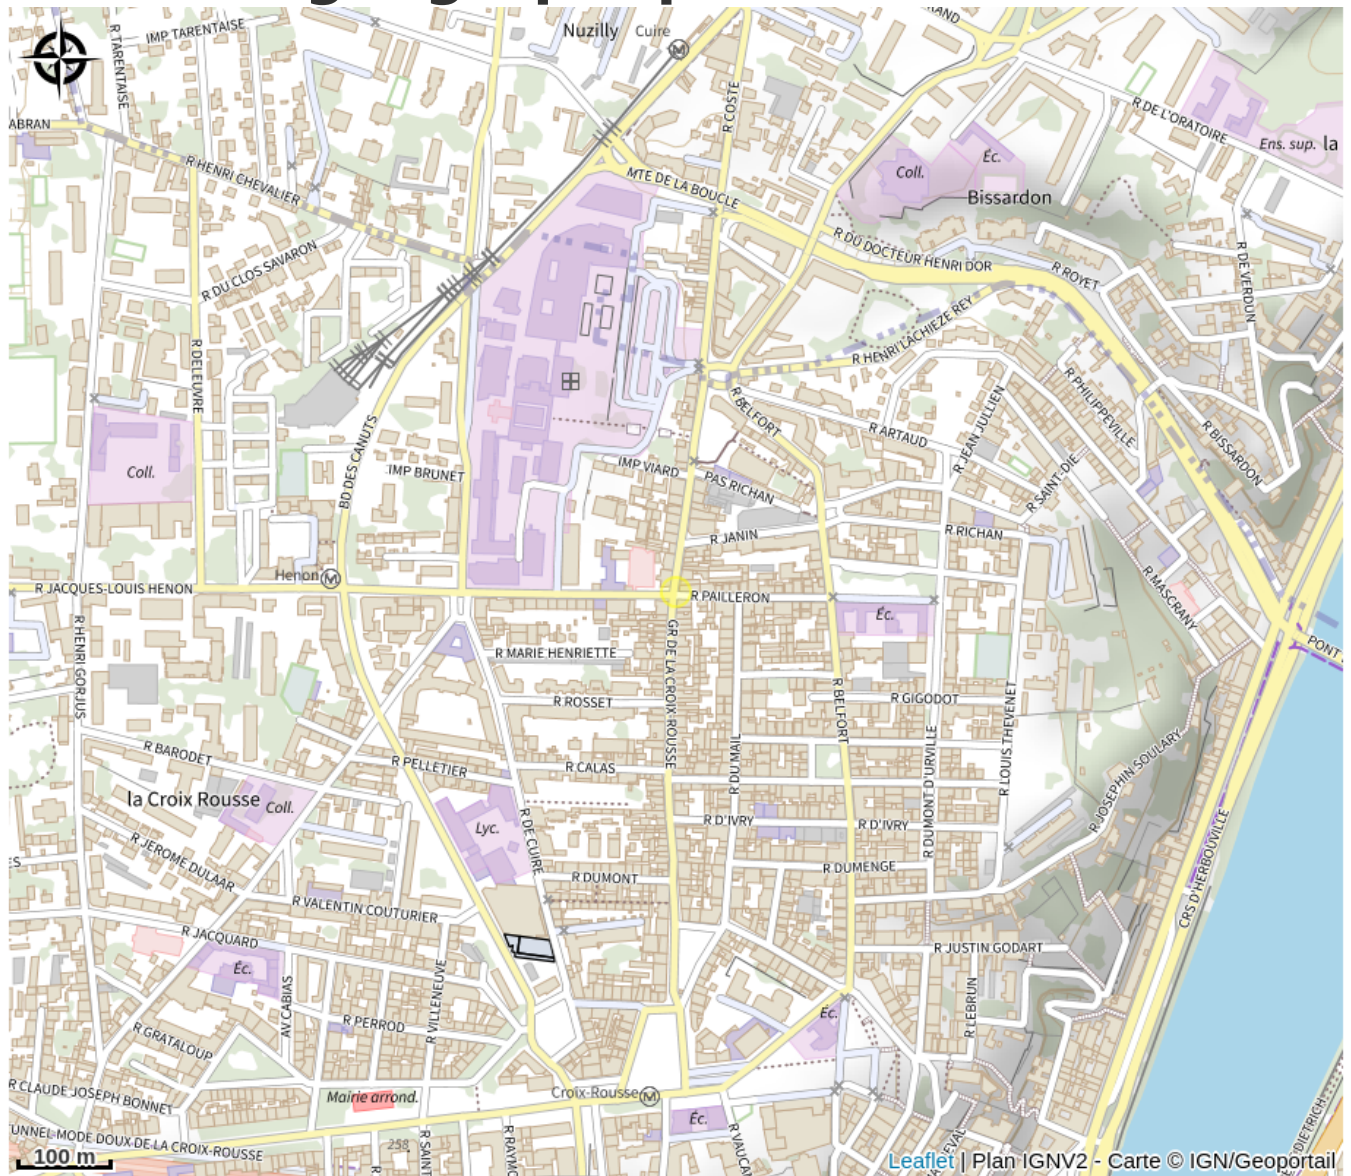 Nuzilly
Cuire
IMP TARENTAISE
R TARENTAISE
R COSTE
R DE L'ORATOIRE
ABRAN
Ens. sup.
la
R HENRI CHEVALIER
MTE DE LA BOUCLE
Coll.
Éc.
Bissardon
R DU DOCTEUR HENRI DOR
R ROYET
R DE VERDUN
R DU CLOS SAVARON
R HENRI LACHIEZE REY
R DELEUVRE
R PHILIPPEVILLE
R BELFORT
R ARTAUD
R JEAN JULLIEN
R BISSARDON
BD DES CANUTS
Coll.
IMP BRUNET
IMP VIARD
PAS RICHAN
R SAINT-DIE
R JANIN
R RICHAN
Henon
R JACQUES-LOUIS HENON
R PAILLERON
R MASCRANY
Éc.
R HENRI GORJUS
R MARIE HENRIETTE
GR DE LA CROIX-ROUSSE
PONT
R ROSSET
R BELFORT
R GIGODOT
R LOUIS THEVENET
R BARODET
R PELLETIER
R CALAS
R DU MAIL
R DUMONT D'URVILLE
R JOSEPHIN SOULARY
la Croix Rousse
Coll.
Lyc.
R DE CUIRE
R D'IVRY
R D'IVRY
CRS D'HERBOUVILLE
R JEROME DULAAR
R DUMONT
R DUMENGE
R VALENTIN COUTURIER
R JACQUARD
R JUSTIN GODART
Éc.
AV CABIAS
R VILLENEUVE
R LEBRUN
R PERROD
Éc.
R GRATALOUP
R CLAUDE JOSEPH BONNET
Mairie arrond.
Croix-Rousse
Éc.
TUNNEL MODE DOUX DE LA CROIX-ROUSSE
258
R SAINT
R RAYMO
R VAUCA
100 m
Leaflet | Plan IGNV2 - Carte © IGN/Geoportail